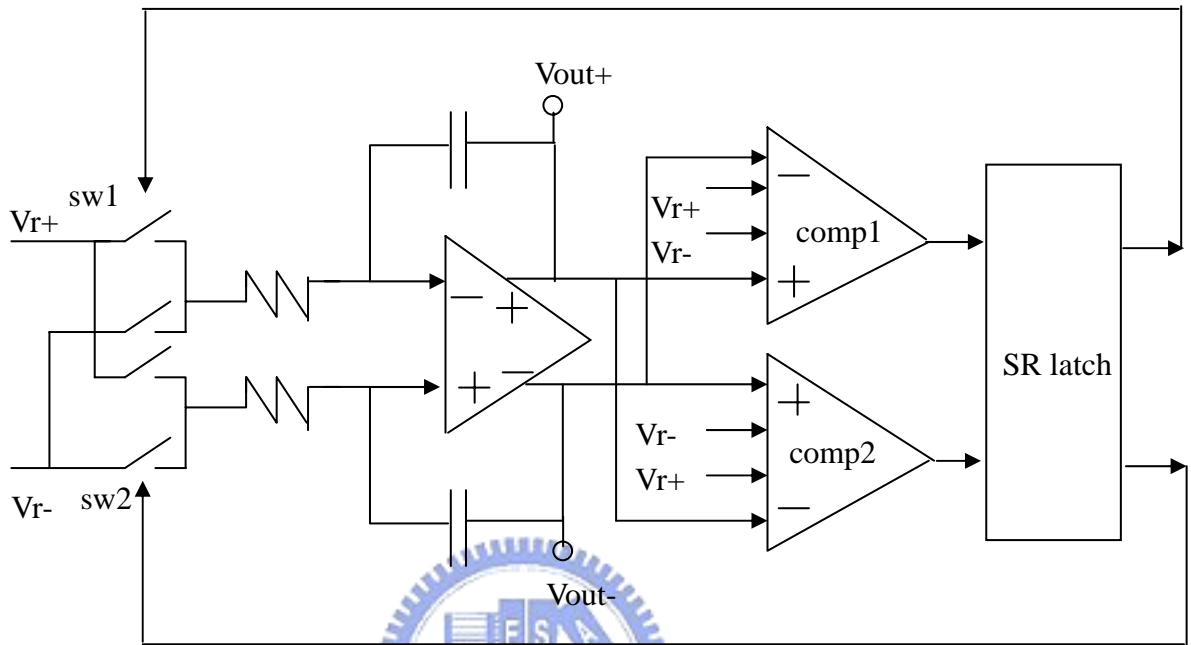 Vout+
sw1
Vr+
−
Vr+
Vr-
comp1
+
−
+
+
−
SR latch
+
Vr-
comp2
Vr+
−
Vr-
sw2
Vout-
E S A